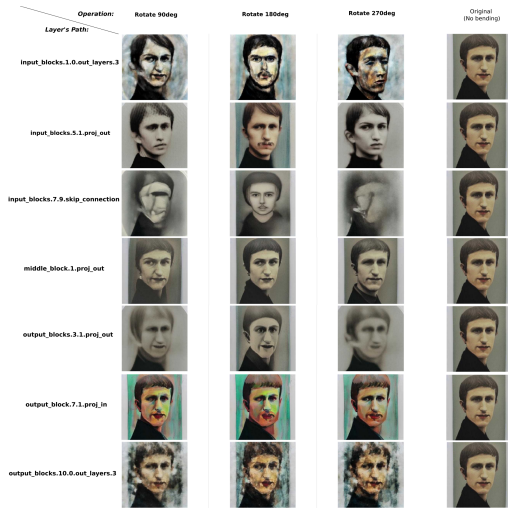 Operation:
Rotate 90deg
Rotate 180deg
Rotate 270deg
Original
(No bending)
Layer's Path:
input_blocks.1.0.out_layers.3
input_blocks.5.1.proj_out
input_blocks.7.9.skip_connection
middle_block.1.proj_out
output_blocks.3.1.proj_out
output_block.7.1.proj_in
output_blocks.10.0.out_layers.3